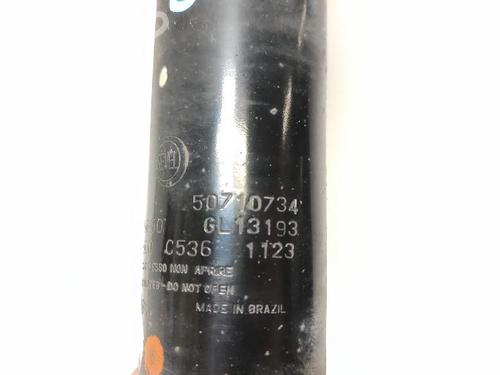 50710734
GL13193
C536 1123
NON APRIRE
DO NOT OPEN
MADE IN BRAZIL